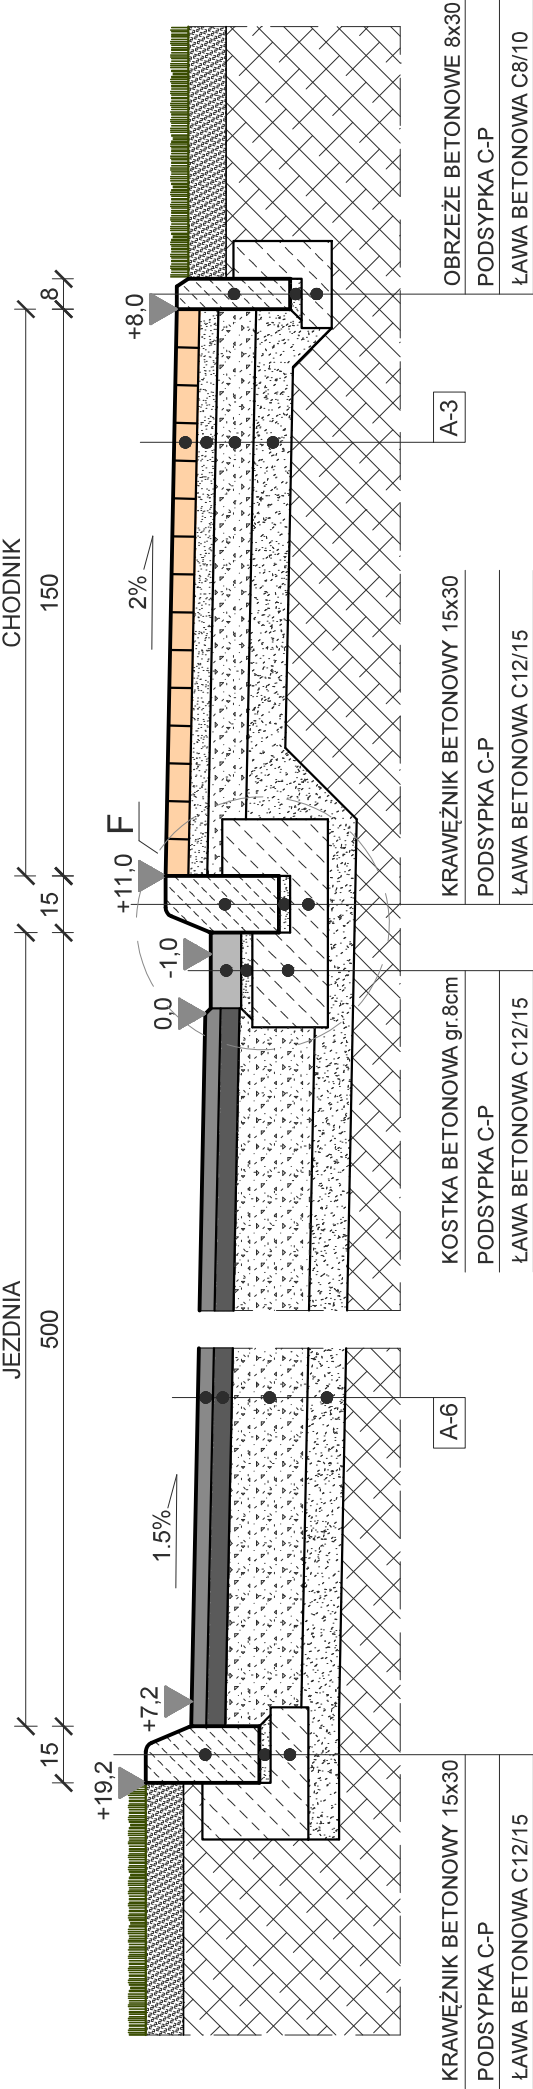 JEZDNIA
CHODNIK
15
500
15
150
8
+19,2
+7,2
1.5%
0,0
-1,0
+11,0
F
2%
+8,0
A-6
A-3
KRAWĘŻNIK BETONOWY 15x30
PODSYPKA C-P
ŁAWA BETONOWA C12/15
KOSTKA BETONOWA gr.8cm
PODSYPKA C-P
ŁAWA BETONOWA C12/15
KRAWĘŻNIK BETONOWY 15x30
PODSYPKA C-P
ŁAWA BETONOWA C12/15
OBRZEŻE BETONOWE 8x30
PODSYPKA C-P
ŁAWA BETONOWA C8/10